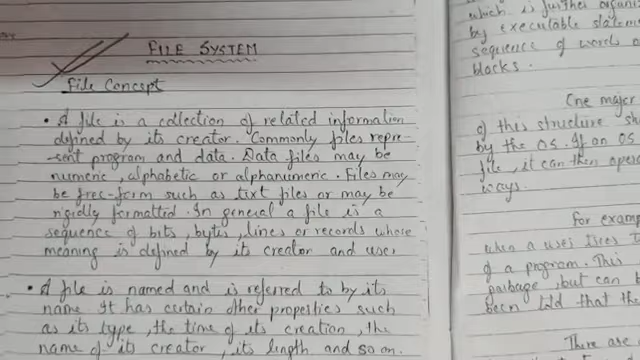 FILE SYSTEM
File Concept
• A file is a collection of related information
defined by its creator. Commonly files repre-
-sent program and data. Data files may be
numeric, alphabetic or alphanumeric. Files may
be free-form such as text files or may be
rigidly formatted. In general a file is a
sequence of bits, bytes, lines or records whose
meaning is defined by its creator and user
• A file is named and is referred to by its
name. It has certain other properties such
as its type, the time of its creation, the
name of its creator, its length and so on.
which is further organi
by executable stateme
sequence of words o
blocks.
One major
of this structure sh
by the OS. If an OS
file, it can then oper
ways.
For examp
when a user tries t
of a program. This
garbage, but can b
been told that the
There are